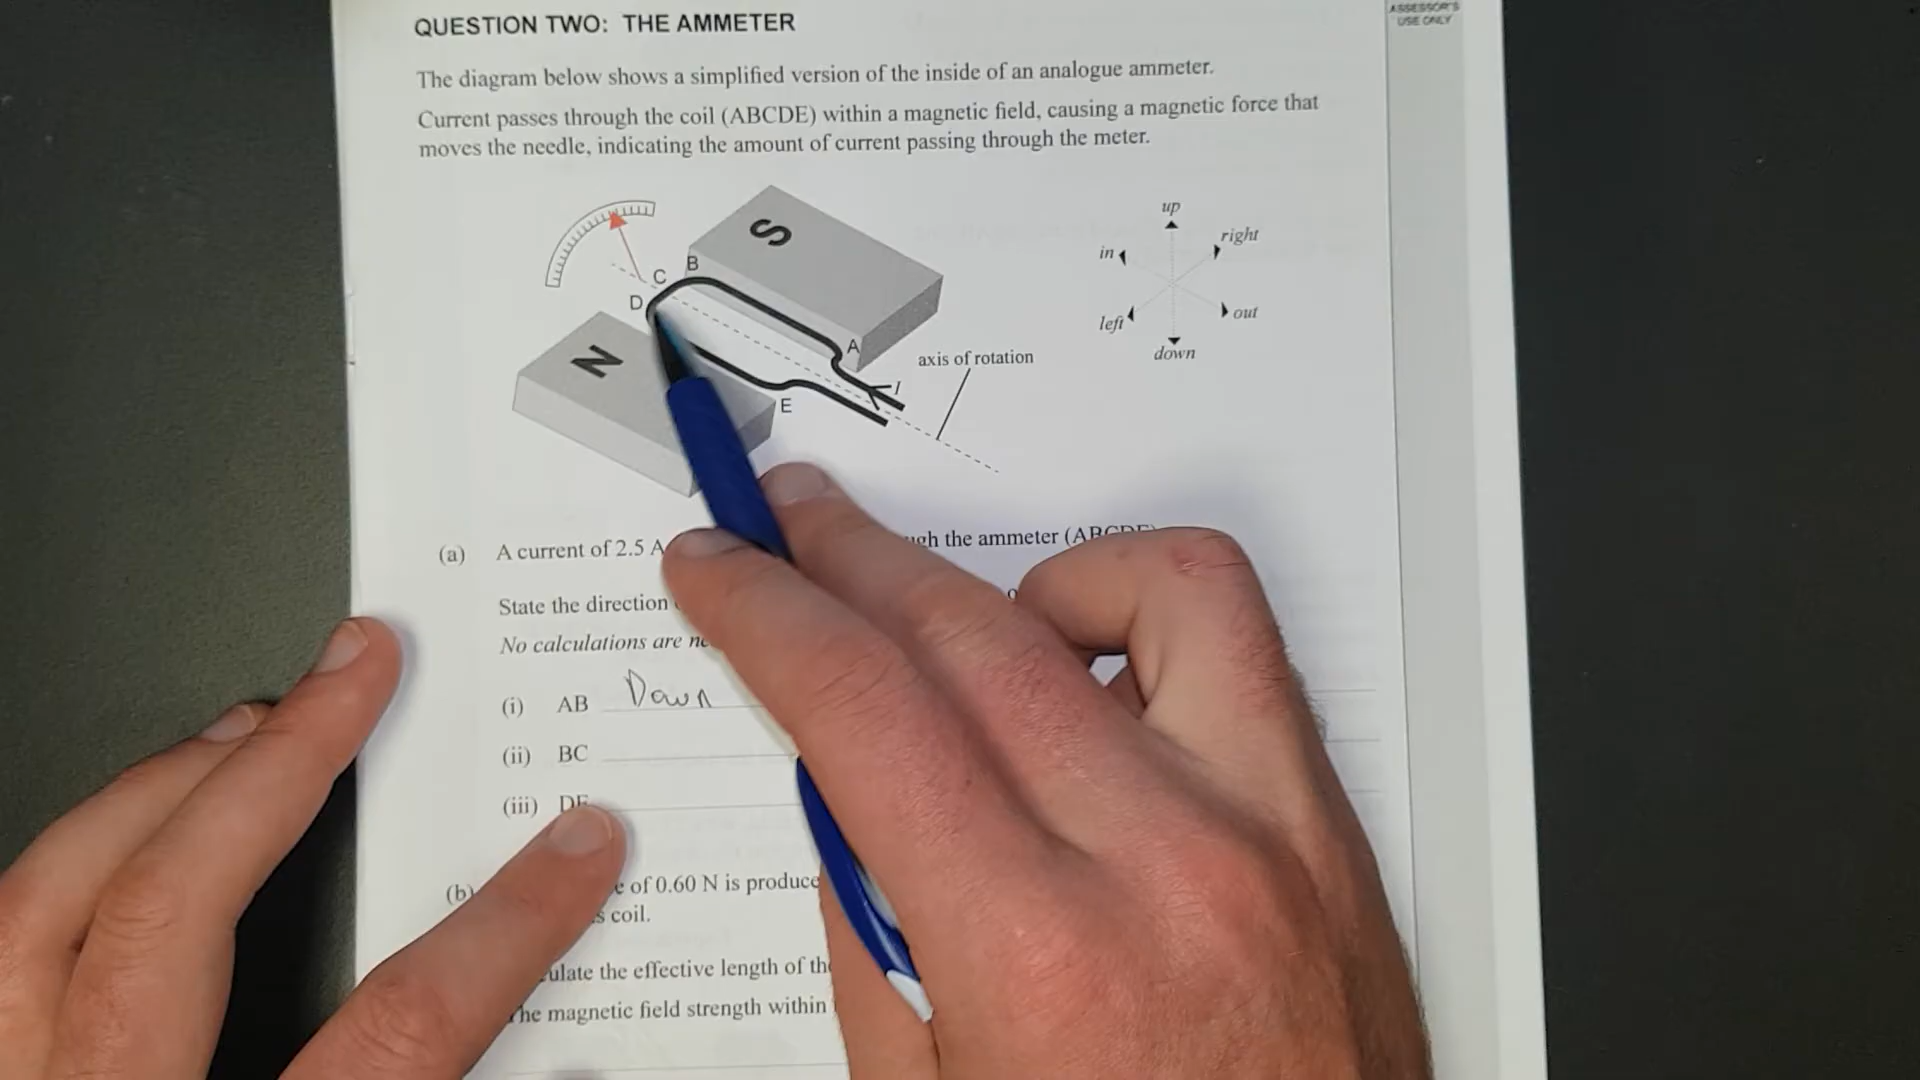 QUESTION TWO: THE AMMETER
ASSESSOR'S
USE ONLY
The diagram below shows a simplified version of the inside of an analogue ammeter.
Current passes through the coil (ABCDE) within a magnetic field, causing a magnetic force that
moves the needle, indicating the amount of current passing through the meter.
S
N
B
C
D
A
I
E
axis of rotation
up
right
in
left
out
down
(a) A current of 2.5 A the ammeter (ABCDE)
State the direction
No calculations are
(i) AB Down
(ii) BC
(iii) DE
(b) of 0.60 N is produce
coil.
the effective length of
magnetic field strength within